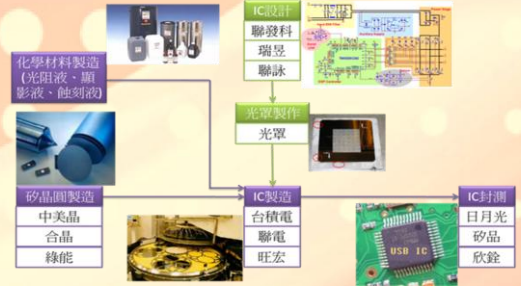 IC設計
聯發科
瑞昱
聯詠
化學材料製造
(光阻液、顯
影液、蝕刻液)
光罩製作
光罩
矽晶圓製造
中美晶
合晶
綠能
IC製造
台積電
聯電
旺宏
IC封測
日月光
矽品
欣銓
USB IC